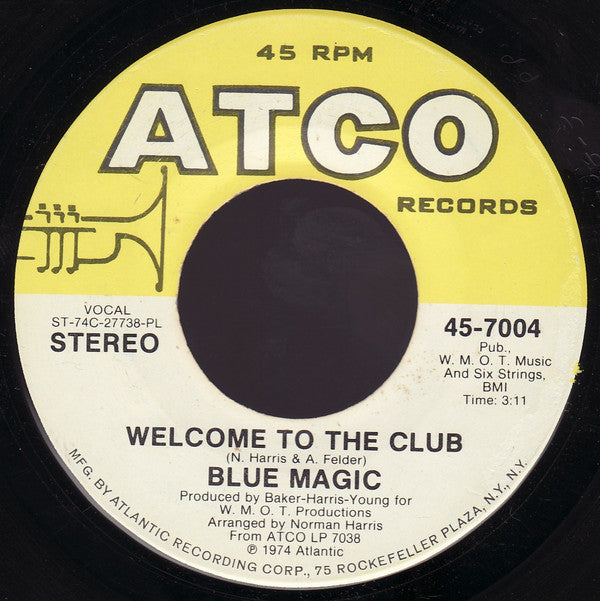 45 RPM
ATCO
RECORDS
VOCAL
ST-74C-27738-PL
STEREO
45-7004
Pub.,
W. M. O. T. Music
And Six Strings,
BMI
Time: 3:11
WELCOME TO THE CLUB
(N. Harris & A. Felder)
BLUE MAGIC
Produced by Baker-Harris-Young for
W. M. O. T. Productions
Arranged by Norman Harris
From ATCO LP 7038
℗ 1974 Atlantic
MFG. BY ATLANTIC RECORDING CORP., 75 ROCKEFELLER PLAZA, N.Y., N.Y.